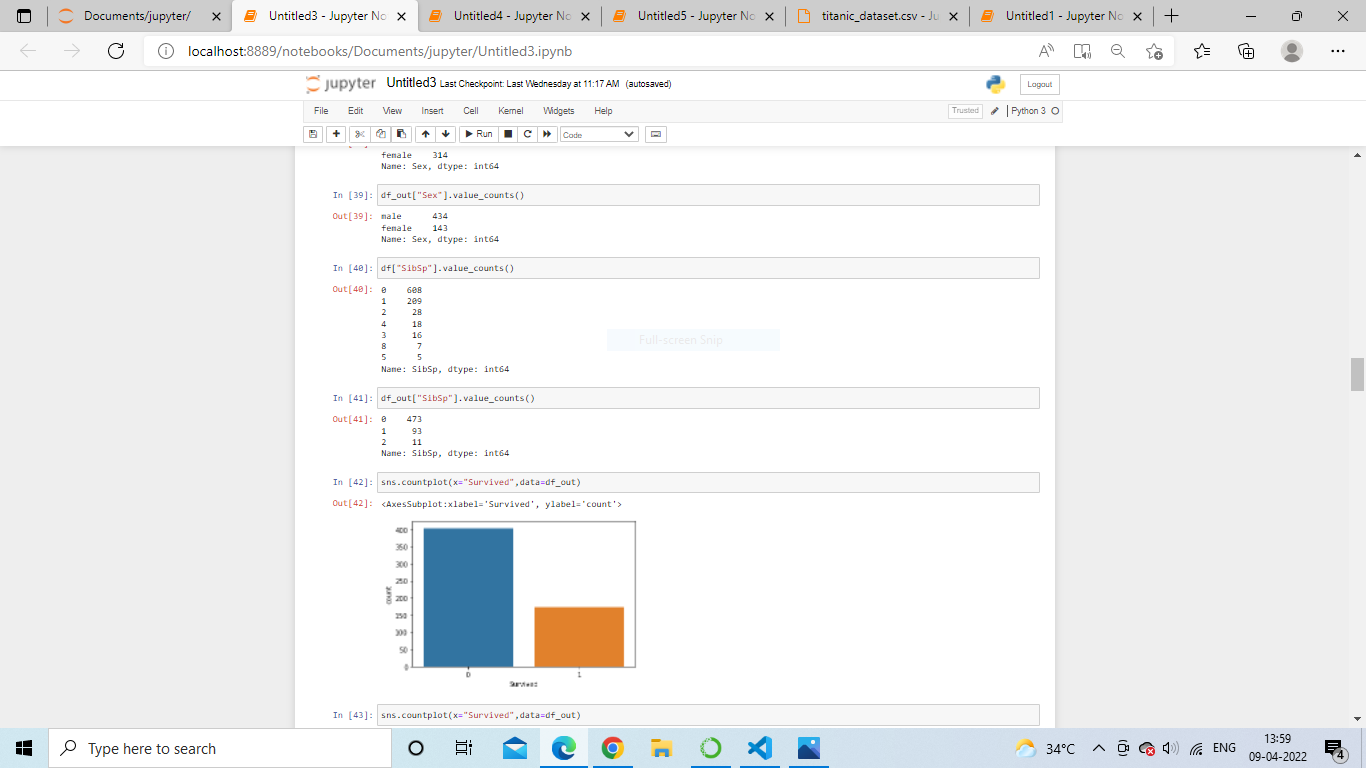 Documents/jupyter/
Untitled3 - Jupyter No
Untitled4 - Jupyter No
Untitled5 - Jupyter No
titanic_dataset.csv - Ju
Untitled1 - Jupyter No
localhost:8889/notebooks/Documents/jupyter/Untitled3.ipynb
jupyter Untitled3 Last Checkpoint: Last Wednesday at 11:17 AM (autosaved)
Logout
File Edit View Insert Cell Kernel Widgets Help
Trusted
Python 3
Run
Code
female 314
Name: Sex, dtype: int64
In [39]: df_out["Sex"].value_counts()
Out[39]: male 434
female 143
Name: Sex, dtype: int64
In [40]: df["SibSp"].value_counts()
Out[40]: 0 608
1 209
2 28
4 18
3 16
8 7
5 5
Name: SibSp, dtype: int64
Full-screen Snip
In [41]: df_out["SibSp"].value_counts()
Out[41]: 0 473
1 93
2 11
Name: SibSp, dtype: int64
In [42]: sns.countplot(x="Survived",data=df_out)
Out[42]: <AxesSubplot:xlabel='Survived', ylabel='count'>
400
350
300
250
200
150
100
50
0
count
0 1
Survived
In [43]: sns.countplot(x="Survived",data=df_out)
Type here to search
34°C
ENG
13:59
09-04-2022
4